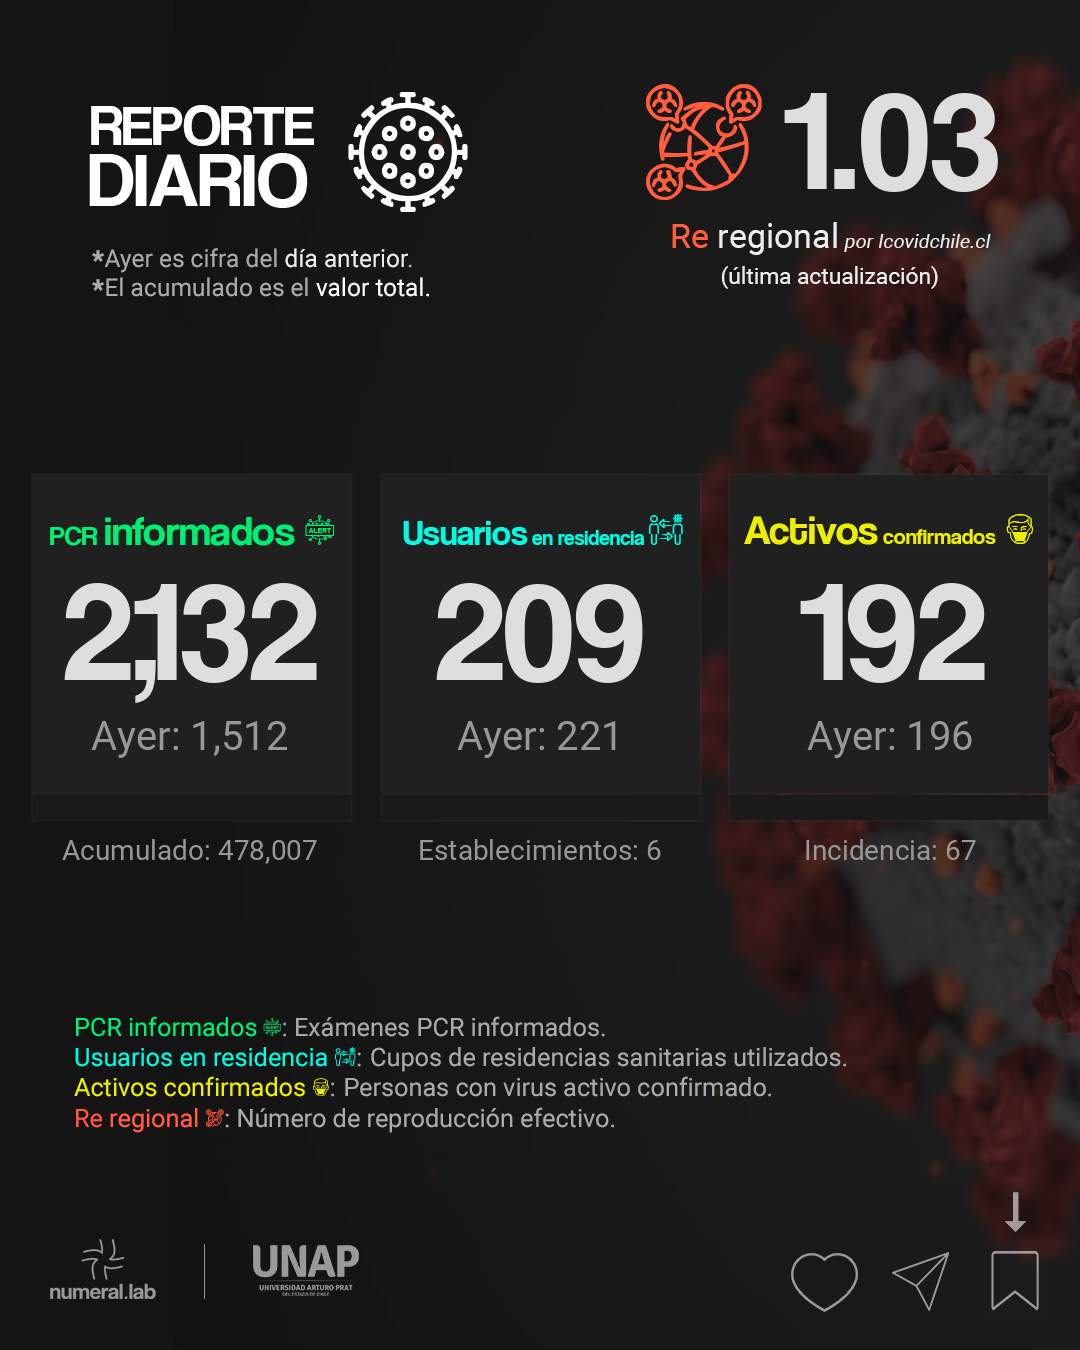 REPORTE
DIARIO
*Ayer es cifra del día anterior.
*El acumulado es el valor total.
1.03
Re regional por Icovidchile.cl
(última actualización)
PCR informados ALERT
2,132
Ayer: 1,512
Acumulado: 478,007
Usuarios en residencia
209
Ayer: 221
Establecimientos: 6
Activos confirmados
192
Ayer: 196
Incidencia: 67
PCR informados ALERT: Exámenes PCR informados.
Usuarios en residencia : Cupos de residencias sanitarias utilizados.
Activos confirmados : Personas con virus activo confirmado.
Re regional : Número de reproducción efectivo.
numeral.lab
UNAP
UNIVERSIDAD ARTURO PRAT
DEL ESTADO DE CHILE